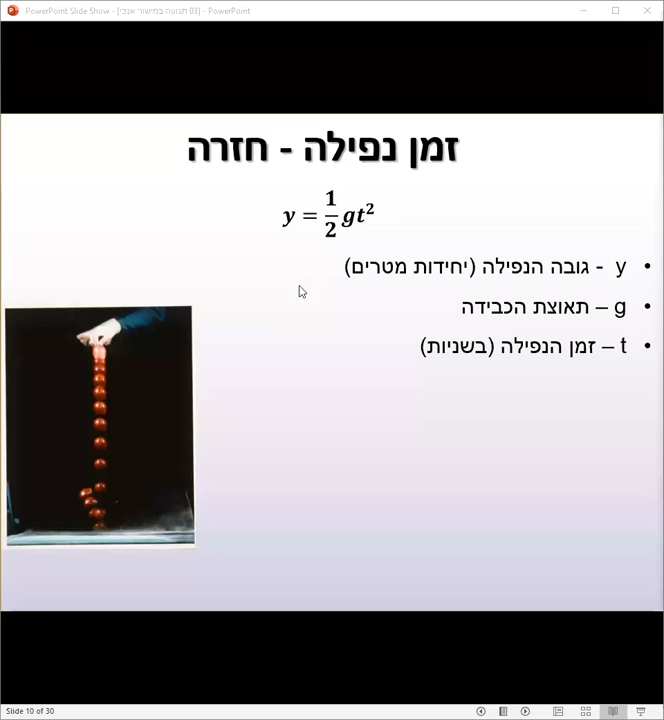 PowerPoint Slide Show - [03 תנועה במישור אנכי] - PowerPoint
זמן נפילה - חזרה
y = 1/2 gt²
• y - גובה הנפילה (יחידות מטרים)
• g – תאוצת הכבידה
• t – זמן הנפילה (בשניות)
Slide 10 of 30